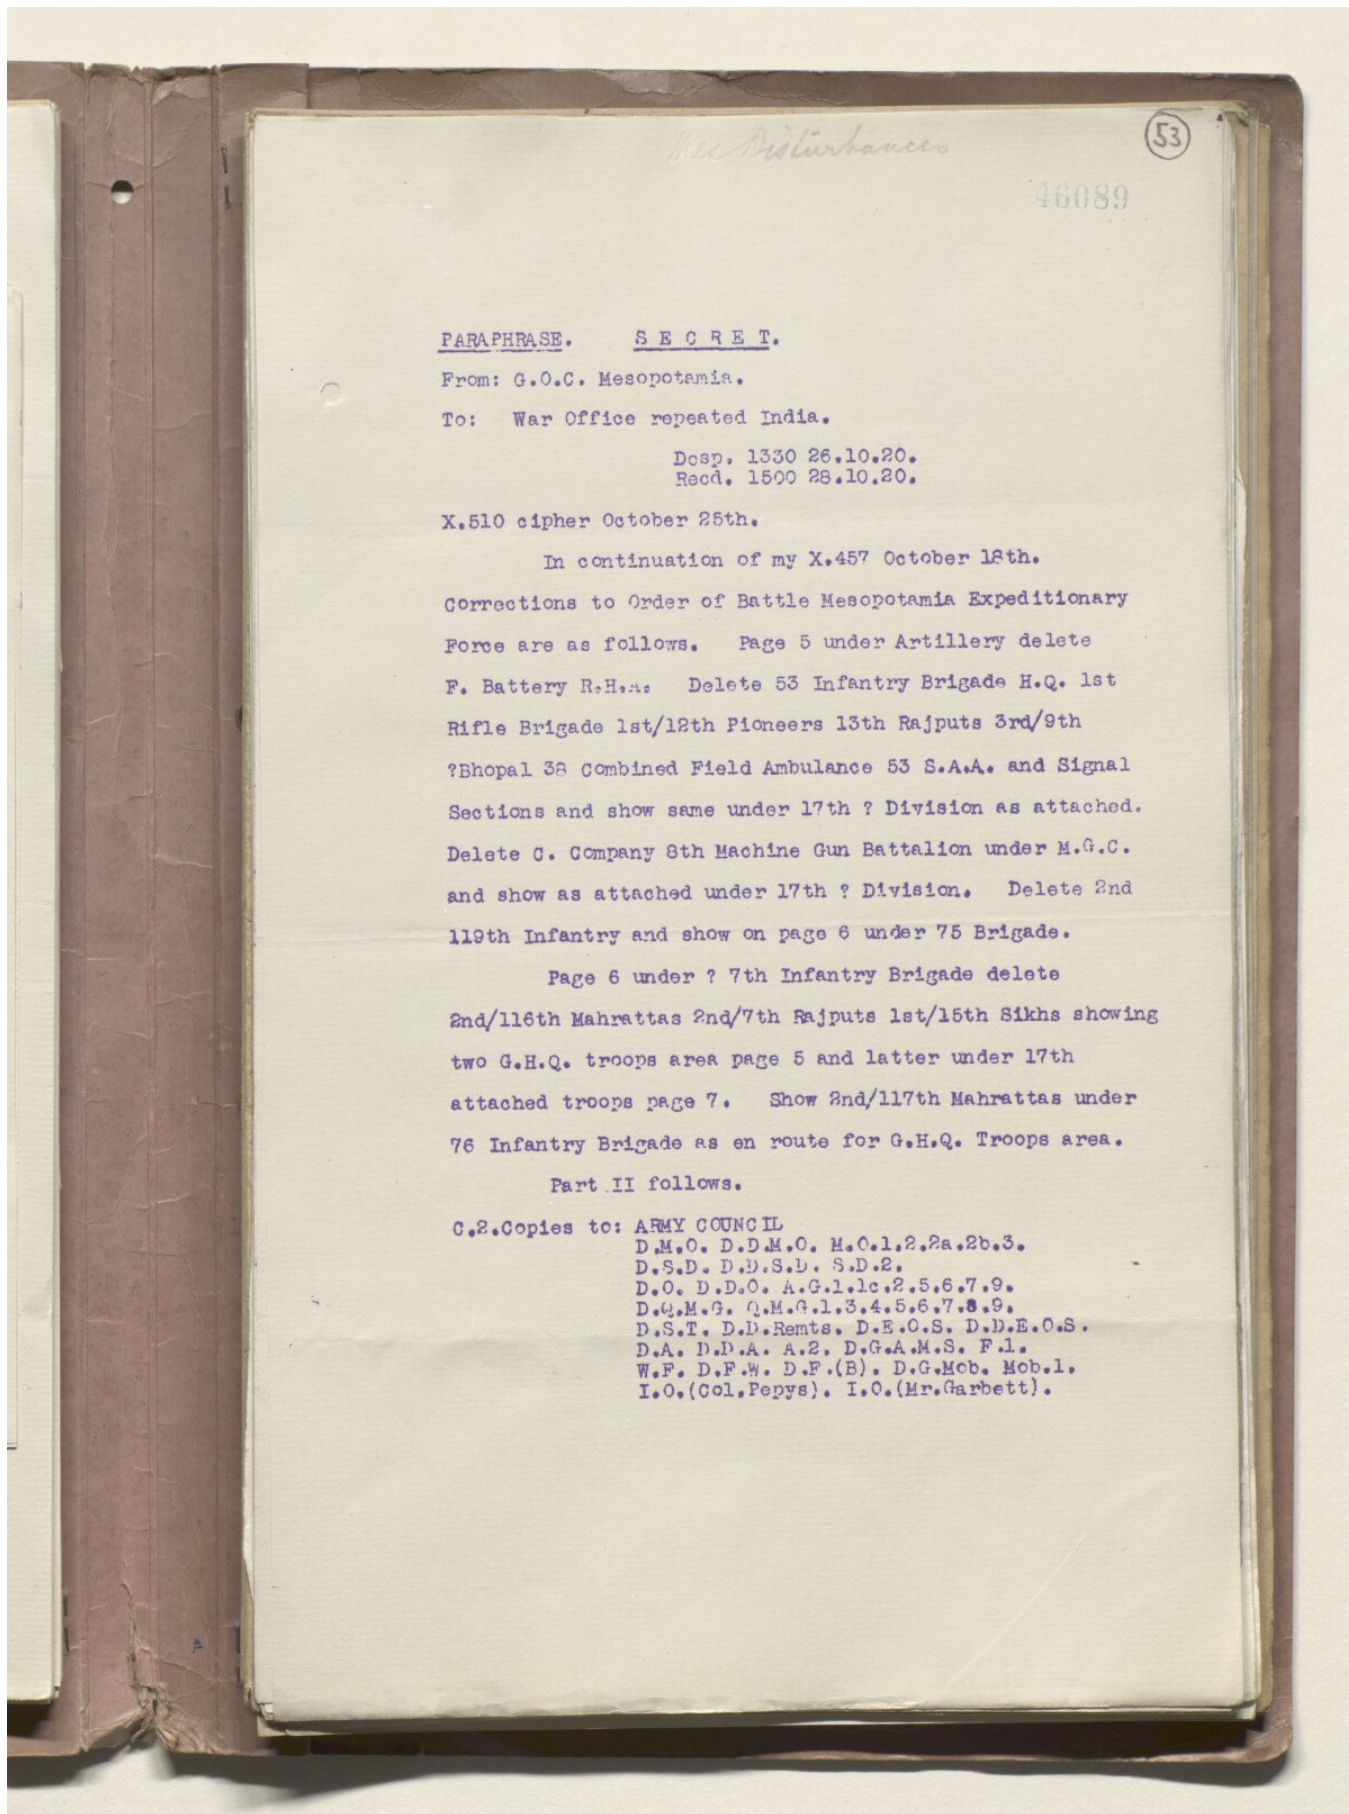 Disturbances
53
46089
PARAPHRASE. S E C R E T.
From: G.O.C. Mesopotamia.
To: War Office repeated India.
Desp. 1330 26.10.20.
Recd. 1500 28.10.20.
X.510 cipher October 25th.
In continuation of my X.457 October 18th.
Corrections to Order of Battle Mesopotamia Expeditionary
Force are as follows. Page 5 under Artillery delete
F. Battery R.H.A. Delete 53 Infantry Brigade H.Q. 1st
Rifle Brigade 1st/12th Pioneers 13th Rajputs 3rd/9th
?Bhopal 38 Combined Field Ambulance 53 S.A.A. and Signal
Sections and show same under 17th ? Division as attached.
Delete C. Company 8th Machine Gun Battalion under M.G.C.
and show as attached under 17th ? Division. Delete 2nd
119th Infantry and show on page 6 under 75 Brigade.
Page 6 under ? 7th Infantry Brigade delete
2nd/116th Mahrattas 2nd/7th Rajputs 1st/15th Sikhs showing
two G.H.Q. troops area page 5 and latter under 17th
attached troops page 7. Show 2nd/117th Mahrattas under
76 Infantry Brigade as en route for G.H.Q. Troops area.
Part II follows.
C.2.Copies to: ARMY COUNCIL
D.M.O. D.D.M.O. M.O.1.2.2a.2b.3.
D.S.D. D.D.S.D. S.D.2.
D.O. D.D.O. A.G.1.1c.2.5.6.7.9.
D.Q.M.G. Q.M.G.1.3.4.5.6.7.8.9.
D.S.T. D.D.Remts. D.E.O.S. D.D.E.O.S.
D.A. D.D.A. A.2. D.G.A.M.S. F.1.
W.F. D.F.W. D.F.(B). D.G.Mob. Mob.1.
I.O.(Col.Pepys). I.O.(Mr.Garbett).